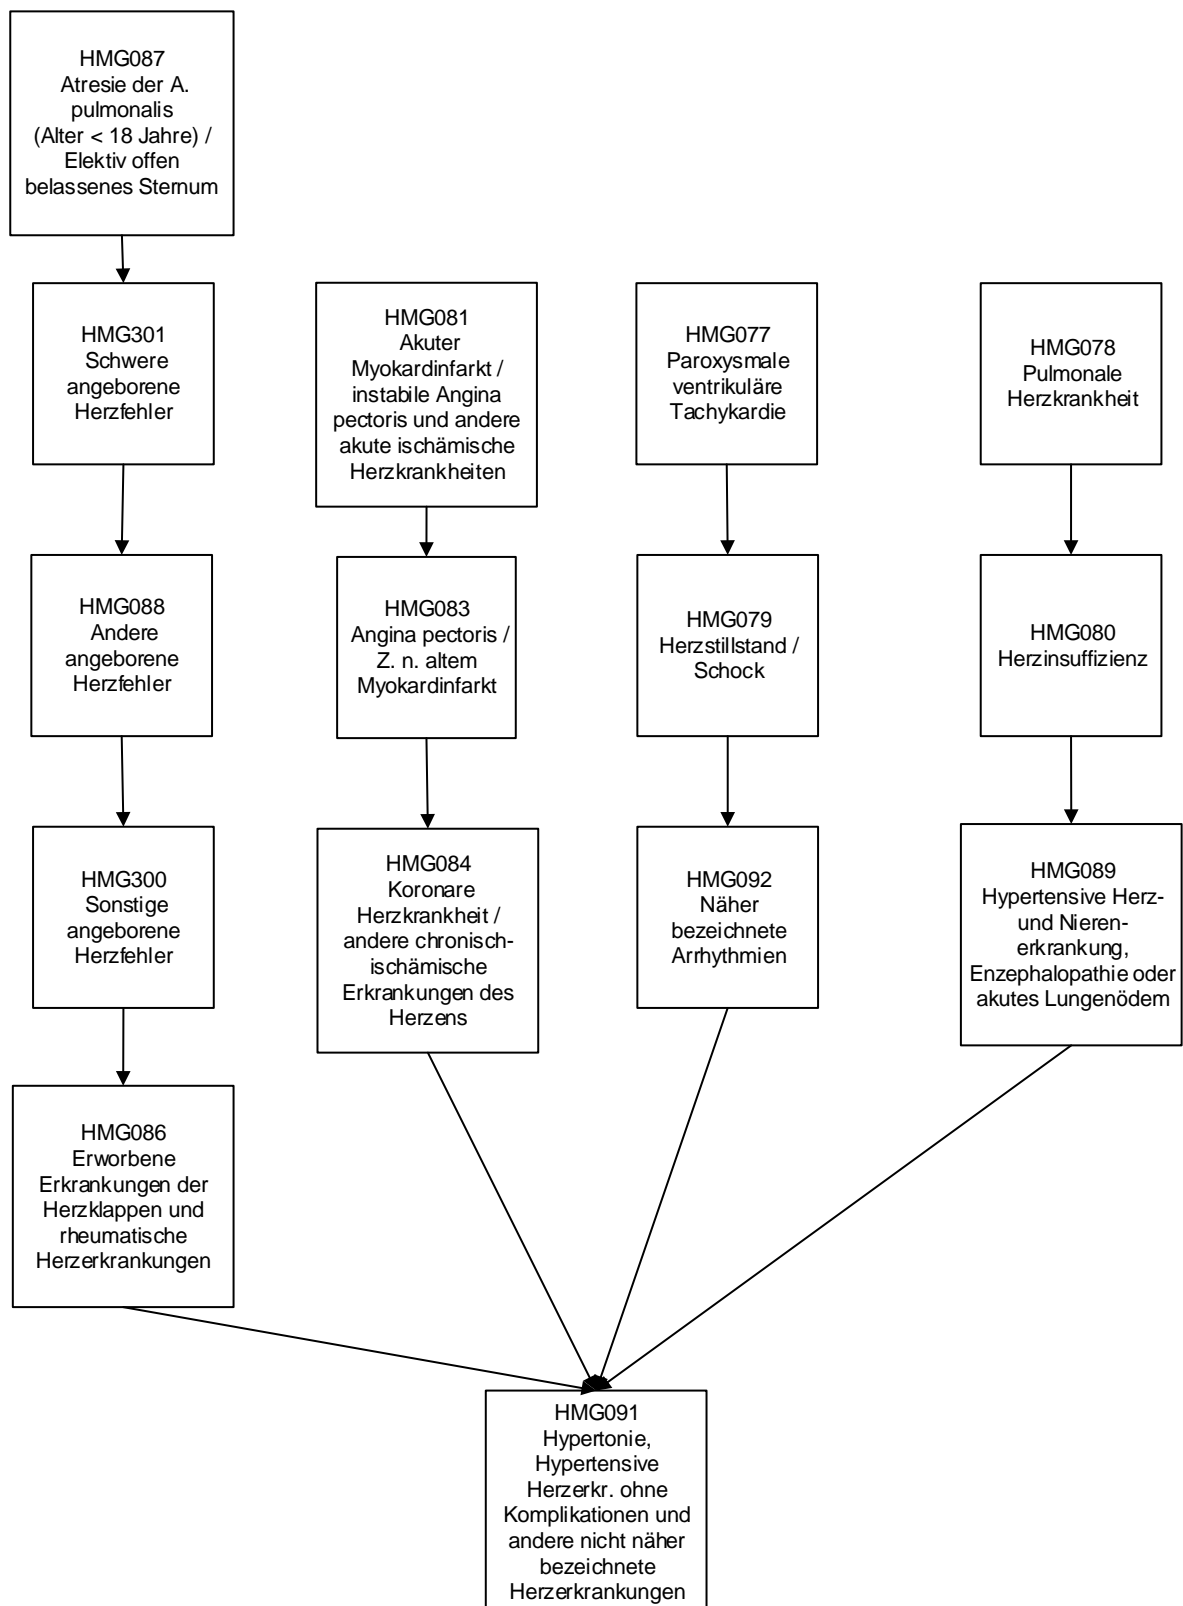 HMG087
Atresie der A.
pulmonalis
(Alter < 18 Jahre) /
Elektiv offen
belassenes Sternum
HMG301
Schwere
angeborene
Herzfehler
HMG081
Akuter
Myokardinfarkt /
instabile Angina
pectoris und andere
akute ischämische
Herzkrankheiten
HMG077
Paroxysmale
ventrikuläre
Tachykardie
HMG078
Pulmonale
Herzkrankheit
HMG088
Andere
angeborene
Herzfehler
HMG083
Angina pectoris /
Z. n. altem
Myokardinfarkt
HMG079
Herzstillstand /
Schock
HMG080
Herzinsuffizienz
HMG300
Sonstige
angeborene
Herzfehler
HMG084
Koronare
Herzkrankheit /
andere chronisch-
ischämische
Erkrankungen des
Herzens
HMG092
Näher
bezeichnete
Arrhythmien
HMG089
Hypertensive Herz-
und Nieren-
erkrankung,
Enzephalopathie oder
akutes Lungenödem
HMG086
Erworbene
Erkrankungen der
Herzklappen und
rheumatische
Herzerkrankungen
HMG091
Hypertonie,
Hypertensive
Herzerkr. ohne
Komplikationen und
andere nicht näher
bezeichnete
Herzerkrankungen